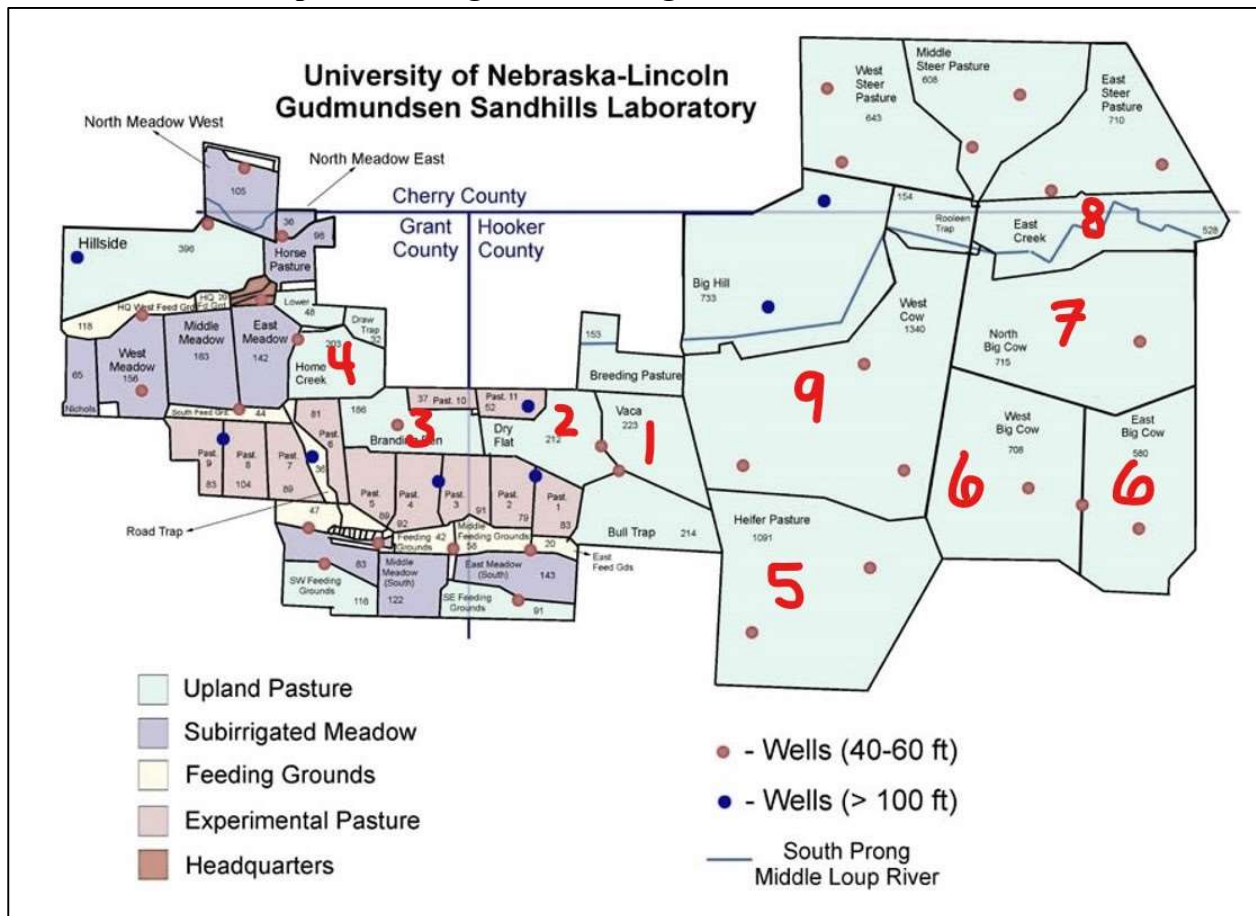 University of Nebraska-Lincoln
Gudmundsen Sandhills Laboratory
North Meadow West
North Meadow East
105
36
96
Cherry County
Grant
County
Hooker
County
Hillside
396
Horse
Pasture
HQ West Feed Grd
HQ
Lower
48
Draw
Trap
32
118
West
Meadow
156
Middle
Meadow
163
East
Meadow
142
203
4
Home
Creek
65
Nichols
South Feed Grd.
44
81
Past.
6
36
186
3
Branding Pen
37 Past. 10
Past. 11
52
Dry
Flat
212
2
153
Breeding Pasture
Vaca
223
1
Past.
9
83
Past.
8
104
Past.
7
89
Past.
5
89
Past.
4
92
Past.
3
91
Past.
2
79
Past.
1
83
Bull Trap
214
Road Trap
47
Feeding
Grounds
42
Middle
Feeding Grounds
56
20
East
Feed Gds
83
SW Feeding
Grounds
116
Middle
Meadow
(South)
122
East Meadow
(South)
143
SE Feeding
Grounds
91
West
Steer
Pasture
643
Middle
Steer Pasture
608
East
Steer
Pasture
710
154
Rooleen
Trap
East
Creek
8
528
Big Hill
733
West
Cow
1340
9
North
Big Cow
715
7
West
Big Cow
708
6
East
Big Cow
580
6
Heifer Pasture
1091
5
Upland Pasture
Subirrigated Meadow
Feeding Grounds
Experimental Pasture
Headquarters
- Wells (40-60 ft)
- Wells (> 100 ft)
South Prong
Middle Loup River